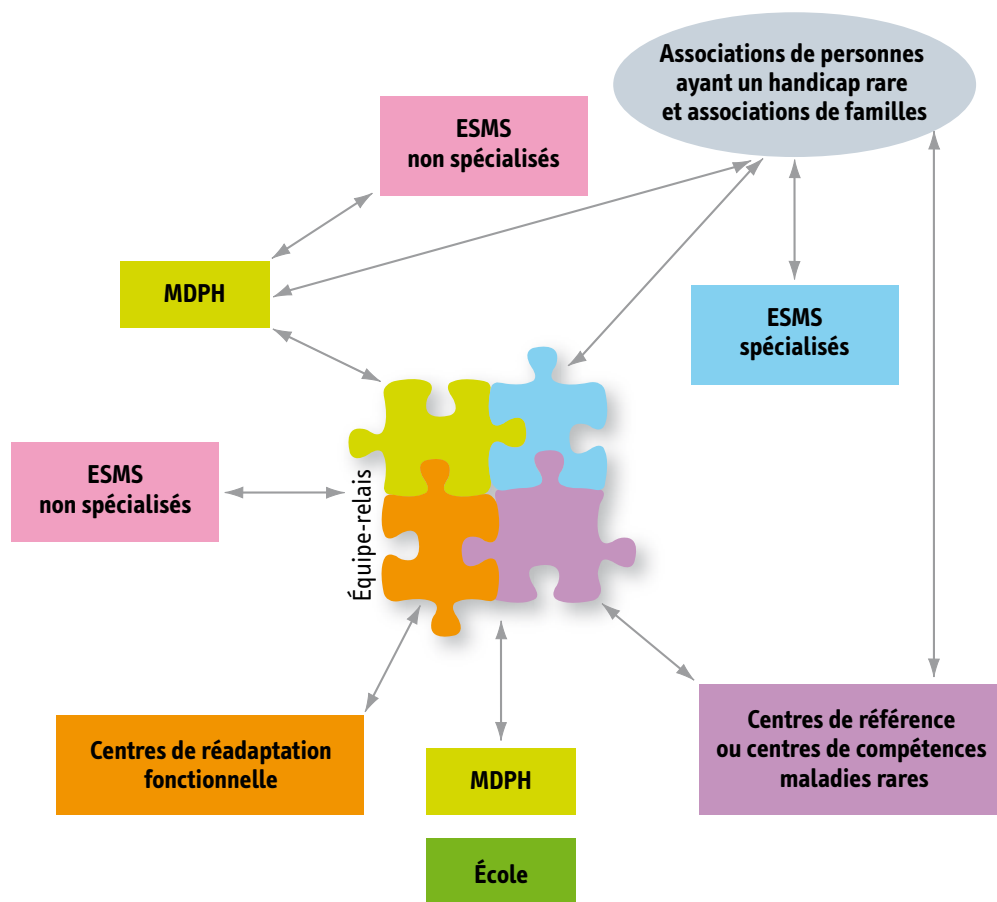 Associations de personnes
ayant un handicap rare
et associations de familles
ESMS
non spécialisés
MDPH
ESMS
spécialisés
ESMS
non spécialisés
Équipe-relais
Centres de réadaptation
fonctionnelle
MDPH
École
Centres de référence
ou centres de compétences
maladies rares